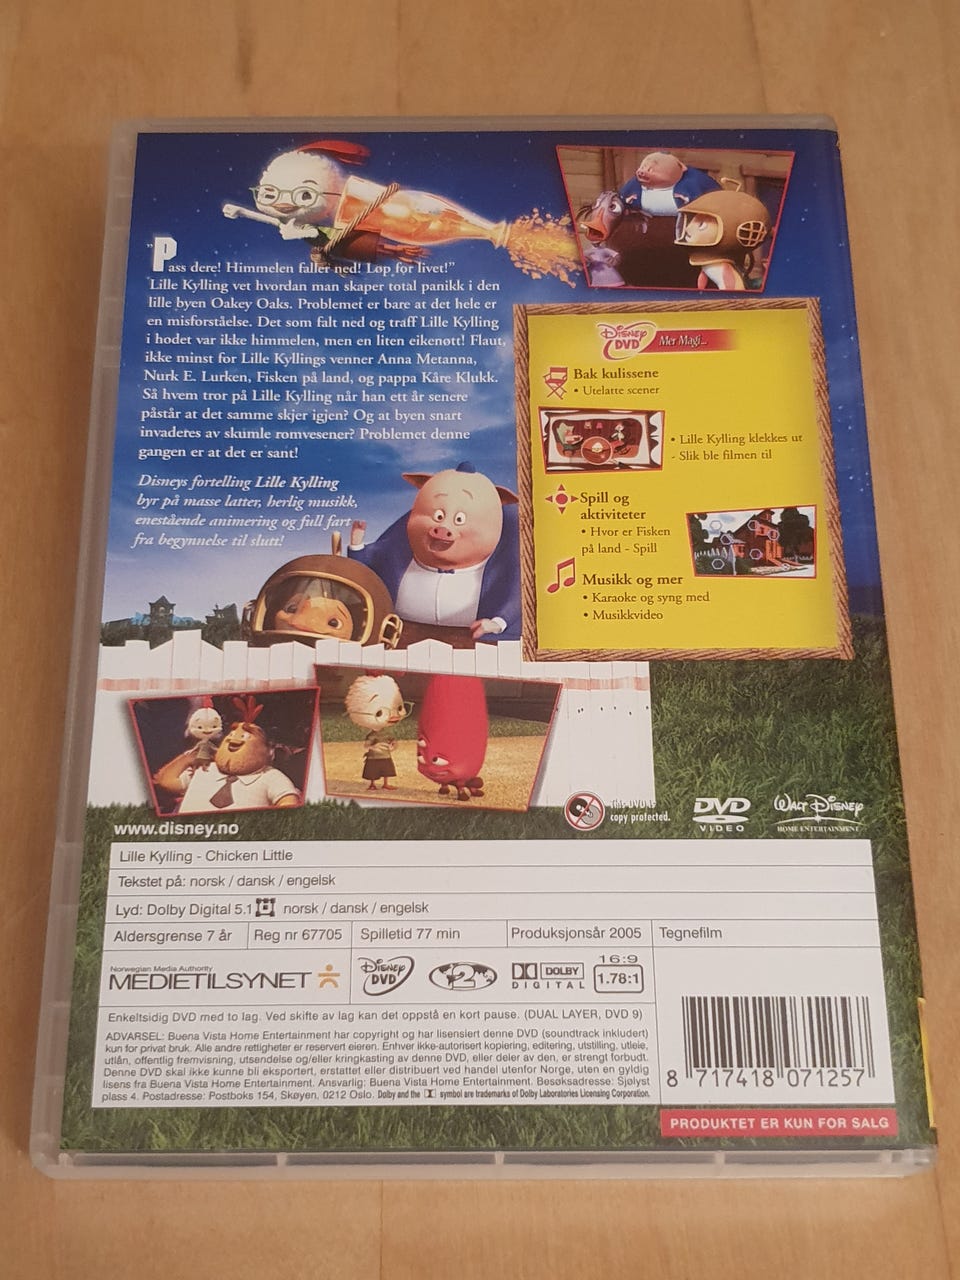 "Pass dere! Himmelen faller ned! Løp for livet!"
Lille Kylling vet hvordan man skaper total panikk i den
lille byen Oakey Oaks. Problemet er bare at det hele er
en misforståelse. Det som falt ned og traff Lille Kylling
i hodet var ikke himmelen, men en liten eikenøtt! Flaut,
ikke minst for Lille Kyllings venner Anna Metanna,
Nurk E. Lurken, Fisken på land, og pappa Kåre Klukk.
Så hvem tror på Lille Kylling når han ett år senere
påstår at det samme skjer igjen? Og at byen snart
invaderes av skumle romvesener? Problemet denne
gangen er at det er sant!
Disneys fortelling Lille Kylling
byr på masse latter, herlig musikk,
enestående animering og full fart
fra begynnelse til slutt!
Disney
DVD
Mer Magi...
Bak kulissene
• Utelatte scener
• Lille Kylling klekkes ut
- Slik ble filmen til
Spill og
aktiviteter
• Hvor er Fisken
på land - Spill
Musikk og mer
• Karaoke og syng med
• Musikkvideo
www.disney.no
This DVD is
copy protected.
DVD
VIDEO
WALT DISNEY
HOME ENTERTAINMENT
Lille Kylling - Chicken Little
Tekstet på: norsk / dansk / engelsk
Lyd: Dolby Digital 5.1 norsk / dansk / engelsk
Aldersgrense 7 år
Reg nr 67705
Spilletid 77 min
Produksjonsår 2005
Tegnefilm
Norwegian Media Authority
MEDIETILSYNET
Disney
DVD
2
DOLBY
DIGITAL
16:9
1.78:1
Enkeltsidig DVD med to lag. Ved skifte av lag kan det oppstå en kort pause. (DUAL LAYER, DVD 9)
ADVARSEL: Buena Vista Home Entertainment har copyright og har lisensiert denne DVD (soundtrack inkludert)
kun for privat bruk. Alle andre rettigheter er reservert eieren. Enhver ikke-autorisert kopiering, editering, utstilling, utleie,
utlån, offentlig fremvisning, utsendelse og/eller kringkasting av denne DVD, eller deler av den, er strengt forbudt.
Denne DVD skal ikke kunne bli eksportert, erstattet eller distribuert ved handel utenfor Norge, uten en gyldig
lisens fra Buena Vista Home Entertainment. Ansvarlig: Buena Vista Home Entertainment. Besøksadresse: Sjølyst
plass 4. Postadresse: Postboks 154, Skøyen, 0212 Oslo. Dolby and the symbol are trademarks of Dolby Laboratories Licensing Corporation.
8 717418 071257
PRODUKTET ER KUN FOR SALG